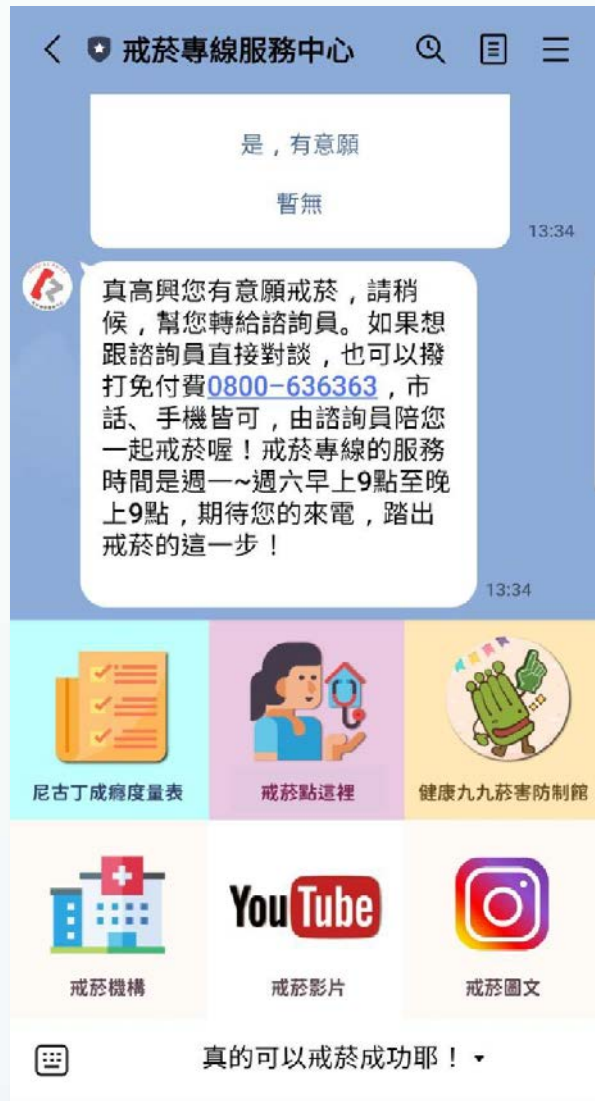 戒菸專線服務中心
是，有意願
暫無
13:34
真高興您有意願戒菸，請稍
候，幫您轉給諮詢員。如果想
跟諮詢員直接對談，也可以撥
打免付費0800-636363，市
話、手機皆可，由諮詢員陪您
一起戒菸喔！戒菸專線的服務
時間是週一~週六早上9點至晚
上9點，期待您的來電，踏出
戒菸的這一步！
13:34
尼古丁成癮度量表
戒菸點這裡
健康九九菸害防制館
YouTube
戒菸機構
戒菸影片
戒菸圖文
真的可以戒菸成功耶！